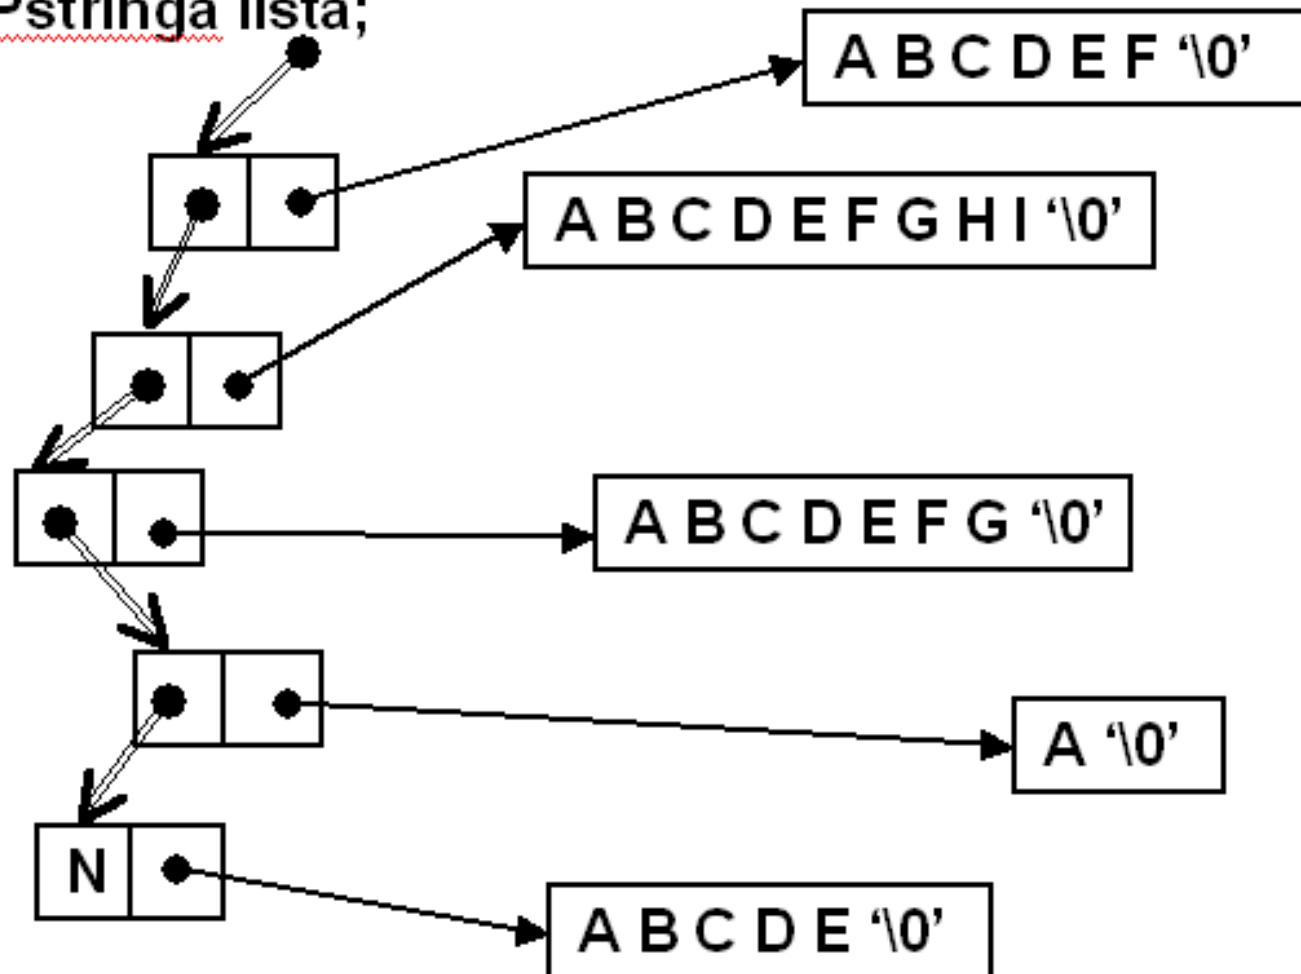 Pstringa lista;
A B C D E F ‘\0’
A B C D E F G H I ‘\0’
A B C D E F G ‘\0’
A ‘\0’
N
A B C D E ‘\0’